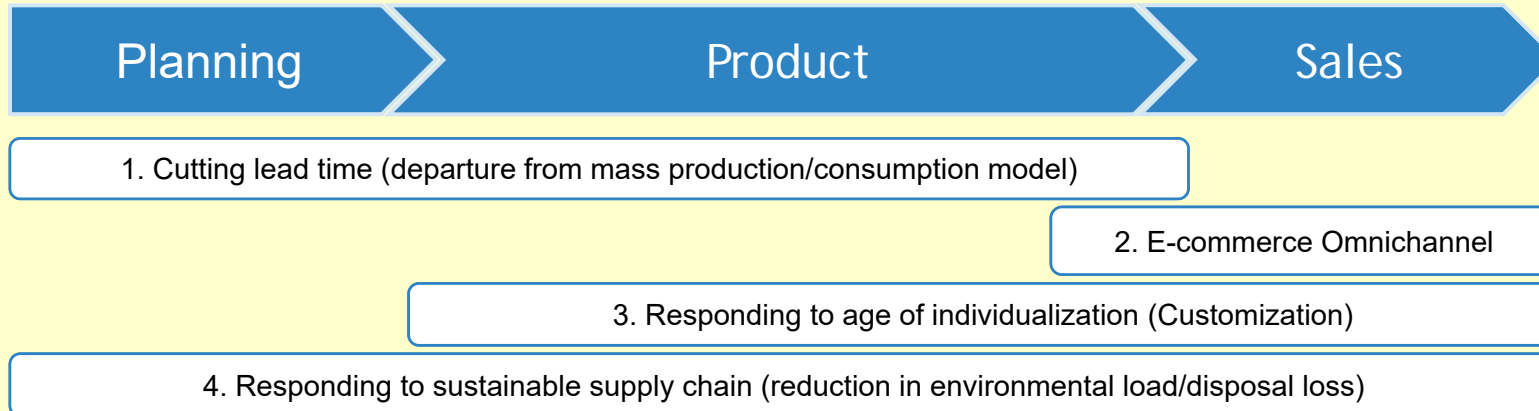 Planning
Product
Sales
1. Cutting lead time (departure from mass production/consumption model)
2. E-commerce Omnichannel
3. Responding to age of individualization (Customization)
4. Responding to sustainable supply chain (reduction in environmental load/disposal loss)